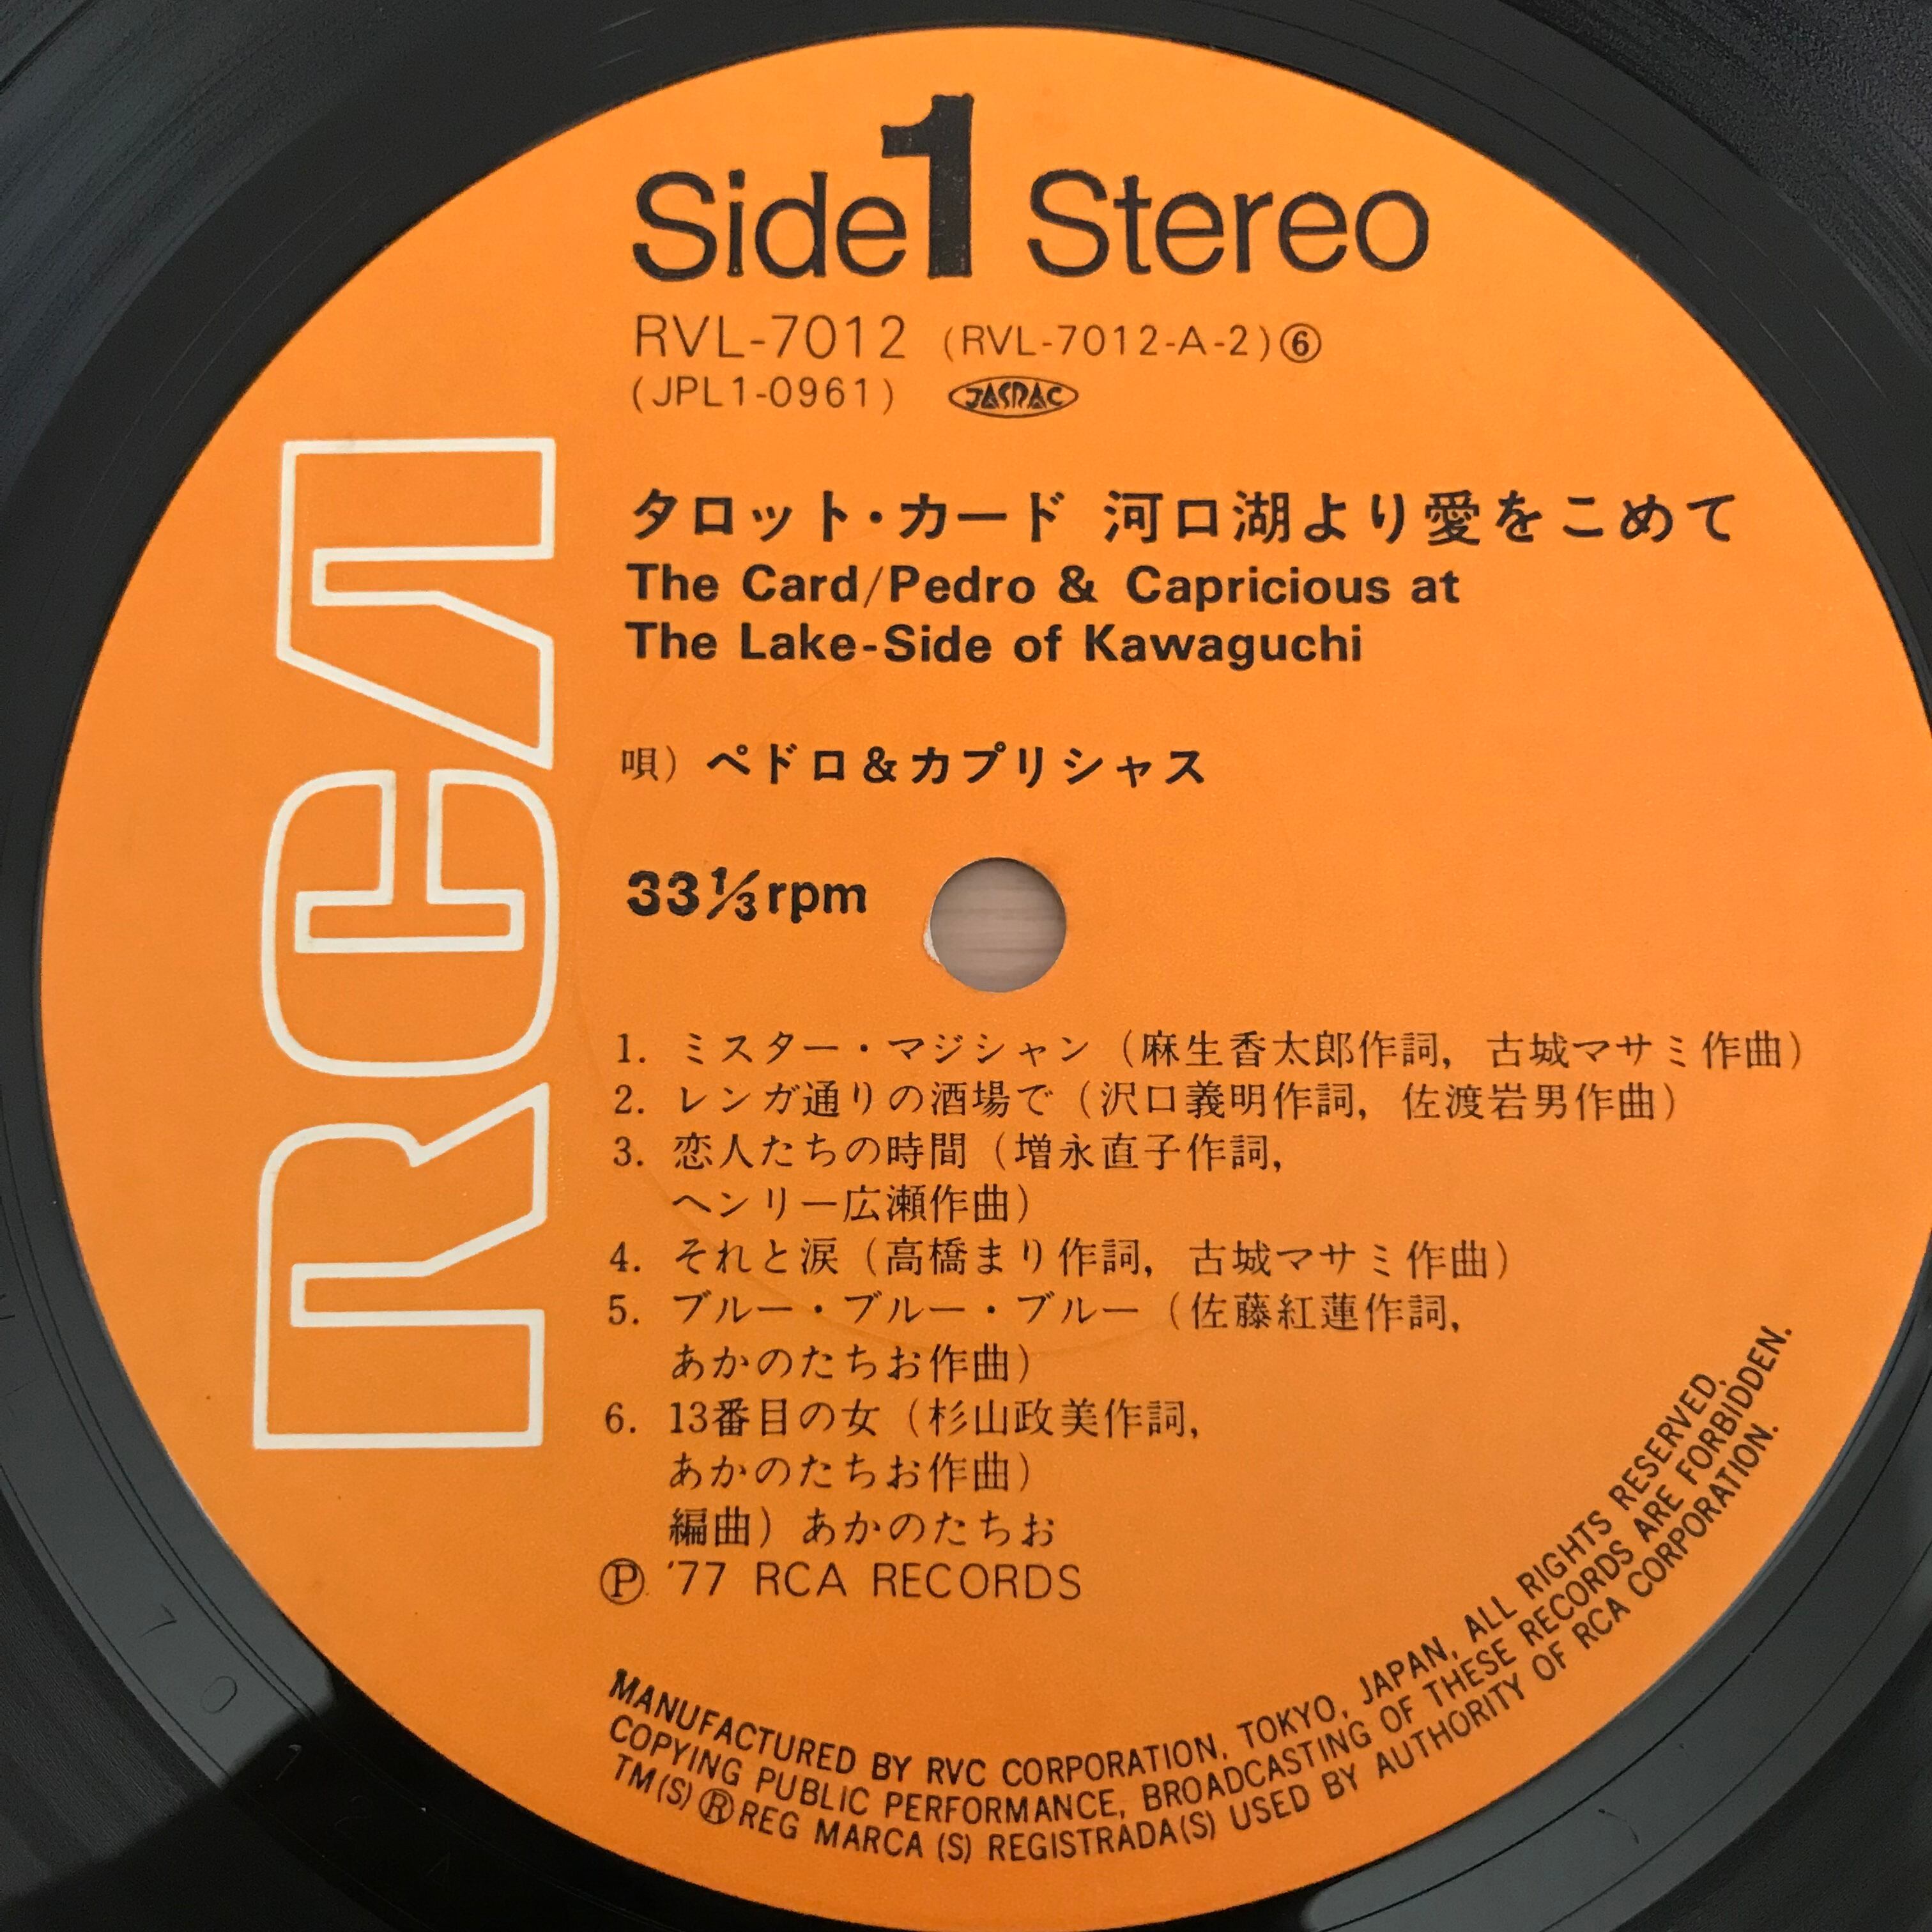 Side 1 Stereo
RVL-7012 (RVL-7012-A-2)⑥
(JPL1-0961) JASRAC
タロット・カード 河口湖より愛をこめて
The Card/Pedro & Capricious at
The Lake-Side of Kawaguchi
唄) ペドロ&カプリシャス
33⅓rpm
RCA
1. ミスター・マジシャン (麻生香太郎作詞, 古城マサミ作曲)
2. レンガ通りの酒場で (沢口義明作詞, 佐渡岩男作曲)
3. 恋人たちの時間 (増永直子作詞,
ヘンリー広瀬作曲)
4. それと涙 (高橋まり作詞, 古城マサミ作曲)
5. ブルー・ブルー・ブルー (佐藤紅蓮作詞,
あかのたちお作曲)
6. 13番目の女 (杉山政美作詞,
あかのたちお作曲)
編曲) あかのたちお
Ⓟ '77 RCA RECORDS
MANUFACTURED BY RVC CORPORATION, TOKYO, JAPAN, ALL RIGHTS RESERVED,
COPYING PUBLIC PERFORMANCE, BROADCASTING OF THESE RECORDS ARE FORBIDDEN.
TM(S) ® REG MARCA (S) REGISTRADA(S) USED BY AUTHORITY OF RCA CORPORATION.